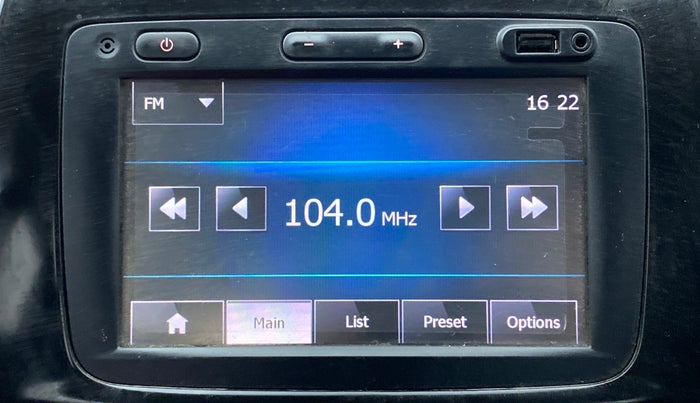 FM
16 22
104.0 MHz
Main List Preset Options